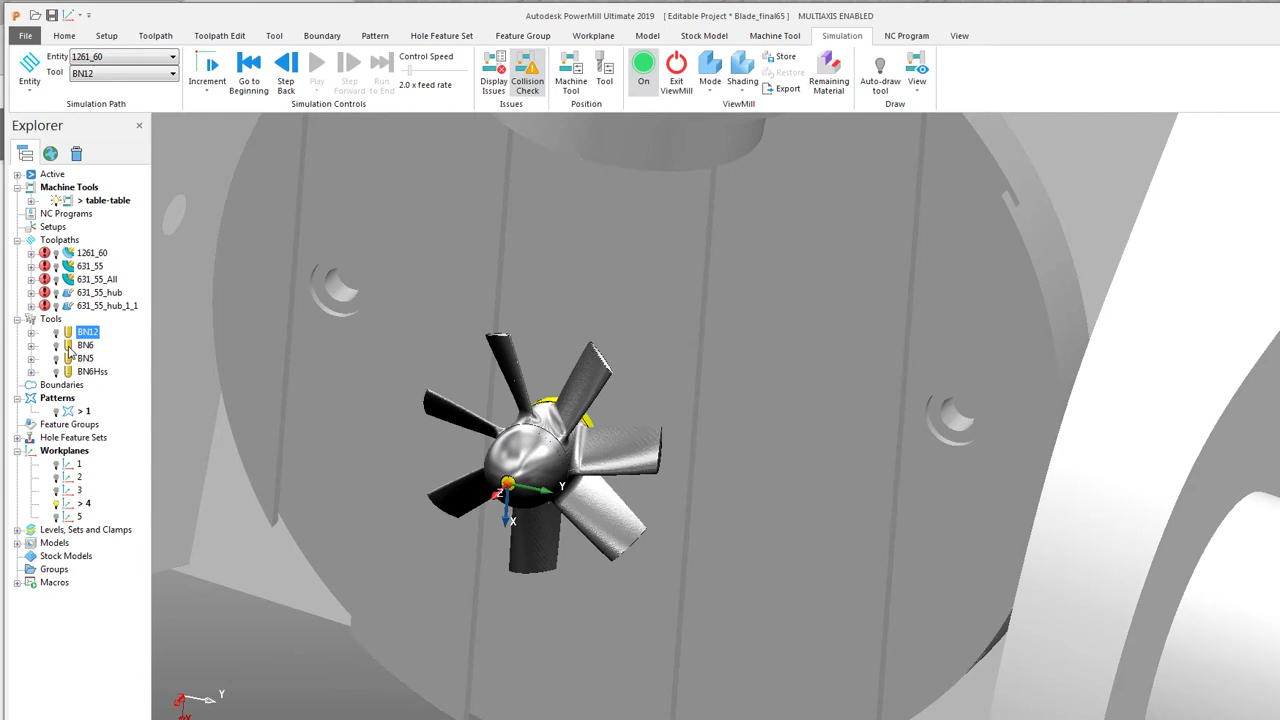 Autodesk PowerMill Ultimate 2019 [ Editable Project * Blade_final65 ] MULTIAXIS ENABLED
File Home Setup Toolpath Toolpath Edit Tool Boundary Pattern Hole Feature Set Feature Group Workplane Model Stock Model Machine Tool Simulation NC Program View
Entity
Entity 1261_60
Tool BN12
Simulation Path
Increment Go to Beginning Step Back Play Step Forward Run to End
Control Speed
2.0 x feed rate
Simulation Controls
Display Issues Collision Check
Issues
Machine Tool Tool
Position
On Exit ViewMill Mode Shading
Store
Restore
Export
Remaining Material
ViewMill
Auto-draw tool View
Draw
Explorer
Active
Machine Tools
> table-table
NC Programs
Setups
Toolpaths
1261_60
631_55
631_55_All
631_55_hub
631_55_hub_1_1
Tools
BN12
BN6
BN5
BN6Hss
Boundaries
Patterns
> 1
Feature Groups
Hole Feature Sets
Workplanes
1
2
3
> 4
5
Levels, Sets and Clamps
Models
Stock Models
Groups
Macros
Z
Y
X
Y
X